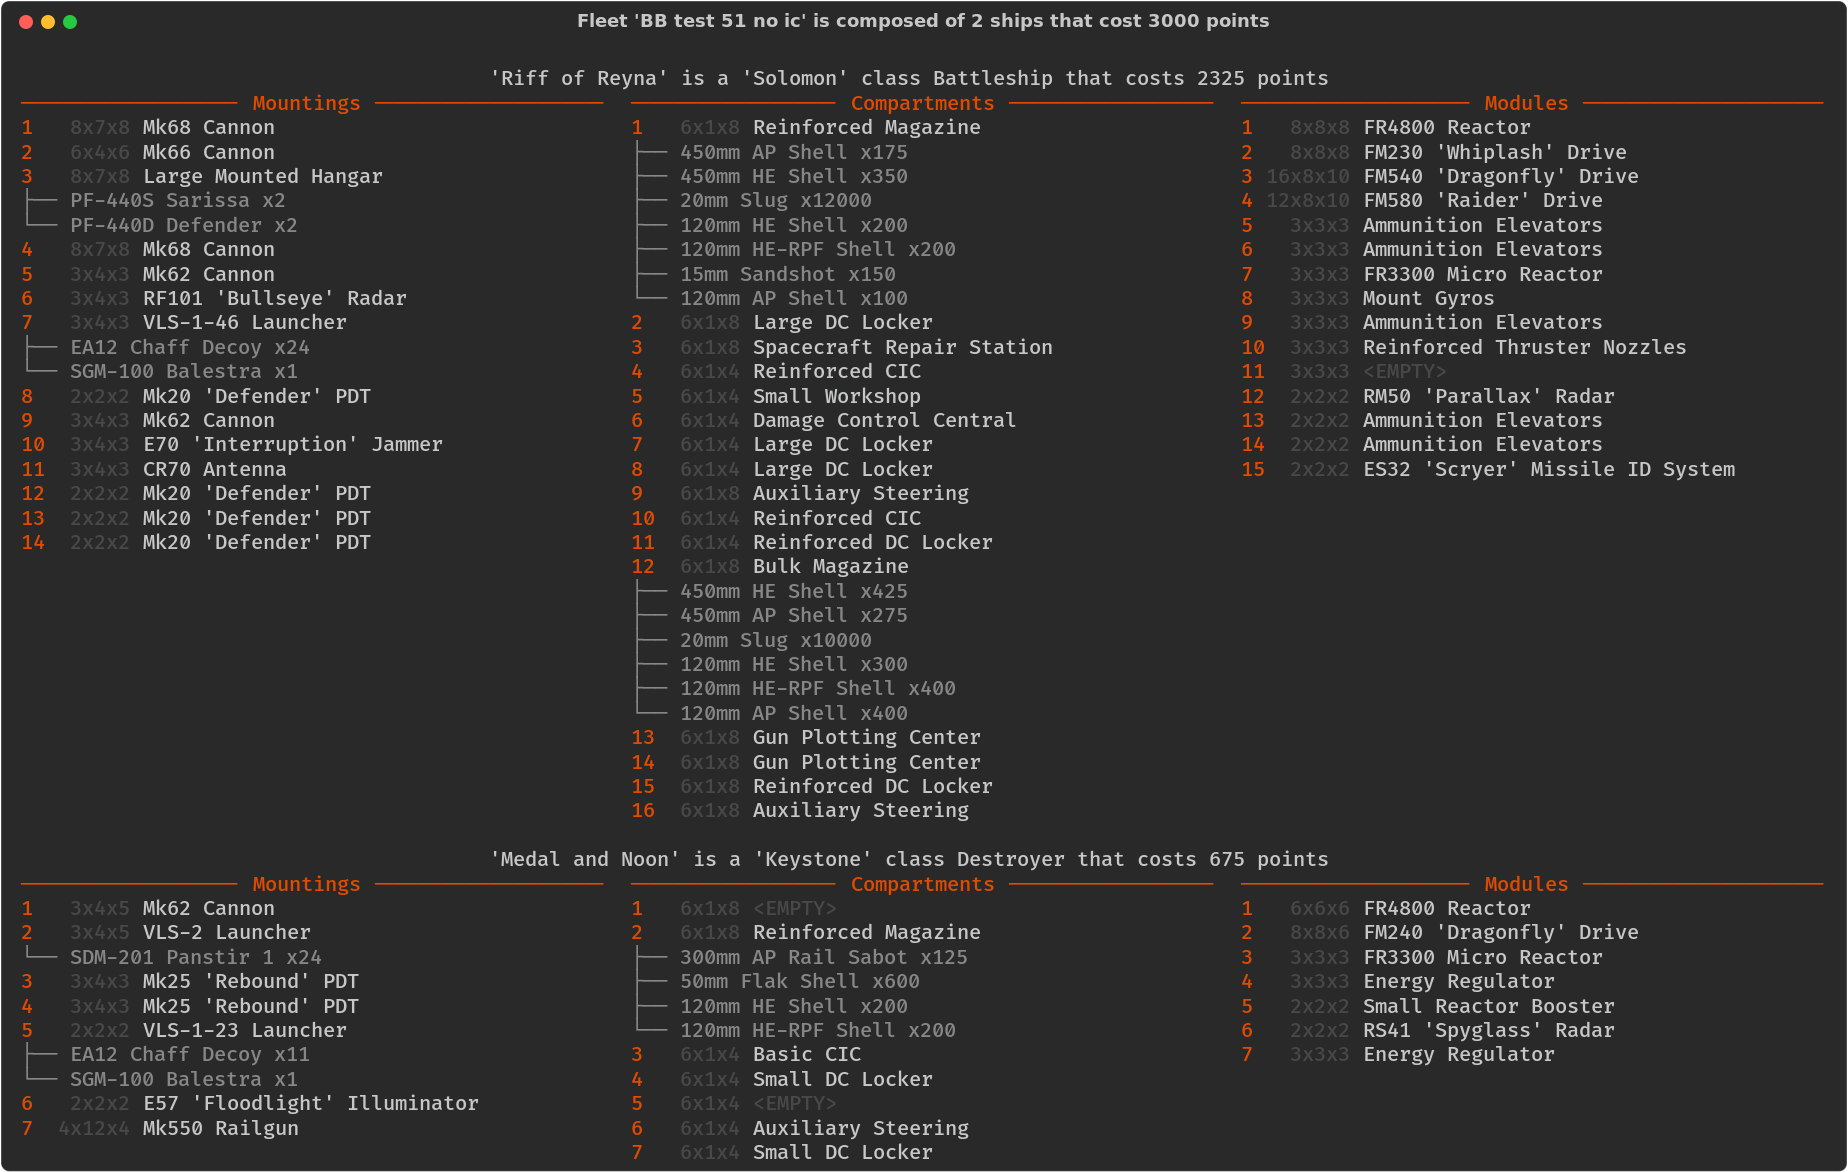 Fleet 'BB test 51 no ic' is composed of 2 ships that cost 3000 points
'Riff of Reyna' is a 'Solomon' class Battleship that costs 2325 points
Mountings
1 8x7x8 Mk68 Cannon
2 6x4x6 Mk66 Cannon
3 8x7x8 Large Mounted Hangar
PF-440S Sarissa x2
PF-440D Defender x2
4 8x7x8 Mk68 Cannon
5 3x4x3 Mk62 Cannon
6 3x4x3 RF101 'Bullseye' Radar
7 3x4x3 VLS-1-46 Launcher
EA12 Chaff Decoy x24
SGM-100 Balestra x1
8 2x2x2 Mk20 'Defender' PDT
9 3x4x3 Mk62 Cannon
10 3x4x3 E70 'Interruption' Jammer
11 3x4x3 CR70 Antenna
12 2x2x2 Mk20 'Defender' PDT
13 2x2x2 Mk20 'Defender' PDT
14 2x2x2 Mk20 'Defender' PDT
Compartments
1 6x1x8 Reinforced Magazine
450mm AP Shell x175
450mm HE Shell x350
20mm Slug x12000
120mm HE Shell x200
120mm HE-RPF Shell x200
15mm Sandshot x150
120mm AP Shell x100
2 6x1x8 Large DC Locker
3 6x1x8 Spacecraft Repair Station
4 6x1x4 Reinforced CIC
5 6x1x4 Small Workshop
6 6x1x4 Damage Control Central
7 6x1x4 Large DC Locker
8 6x1x4 Large DC Locker
9 6x1x8 Auxiliary Steering
10 6x1x4 Reinforced CIC
11 6x1x4 Reinforced DC Locker
12 6x1x8 Bulk Magazine
450mm HE Shell x425
450mm AP Shell x275
20mm Slug x10000
120mm HE Shell x300
120mm HE-RPF Shell x400
120mm AP Shell x400
13 6x1x8 Gun Plotting Center
14 6x1x8 Gun Plotting Center
15 6x1x8 Reinforced DC Locker
16 6x1x8 Auxiliary Steering
Modules
1 8x8x8 FR4800 Reactor
2 8x8x8 FM230 'Whiplash' Drive
3 16x8x10 FM540 'Dragonfly' Drive
4 12x8x10 FM580 'Raider' Drive
5 3x3x3 Ammunition Elevators
6 3x3x3 Ammunition Elevators
7 3x3x3 FR3300 Micro Reactor
8 3x3x3 Mount Gyros
9 3x3x3 Ammunition Elevators
10 3x3x3 Reinforced Thruster Nozzles
11 3x3x3 <EMPTY>
12 2x2x2 RM50 'Parallax' Radar
13 2x2x2 Ammunition Elevators
14 2x2x2 Ammunition Elevators
15 2x2x2 ES32 'Scryer' Missile ID System
'Medal and Noon' is a 'Keystone' class Destroyer that costs 675 points
Mountings
1 3x4x5 Mk62 Cannon
2 3x4x5 VLS-2 Launcher
SDM-201 Panstir 1 x24
3 3x4x3 Mk25 'Rebound' PDT
4 3x4x3 Mk25 'Rebound' PDT
5 2x2x2 VLS-1-23 Launcher
EA12 Chaff Decoy x11
SGM-100 Balestra x1
6 2x2x2 E57 'Floodlight' Illuminator
7 4x12x4 Mk550 Railgun
Compartments
1 6x1x8 <EMPTY>
2 6x1x8 Reinforced Magazine
300mm AP Rail Sabot x125
50mm Flak Shell x600
120mm HE Shell x200
120mm HE-RPF Shell x200
3 6x1x4 Basic CIC
4 6x1x4 Small DC Locker
5 6x1x4 <EMPTY>
6 6x1x4 Auxiliary Steering
7 6x1x4 Small DC Locker
Modules
1 6x6x6 FR4800 Reactor
2 8x8x6 FM240 'Dragonfly' Drive
3 3x3x3 FR3300 Micro Reactor
4 3x3x3 Energy Regulator
5 2x2x2 Small Reactor Booster
6 2x2x2 RS41 'Spyglass' Radar
7 3x3x3 Energy Regulator